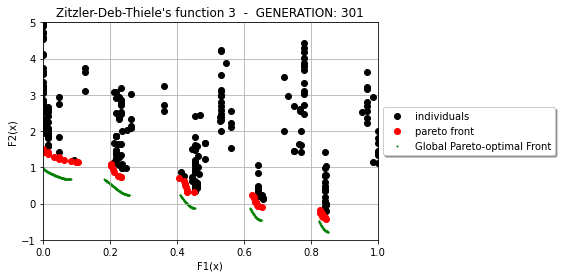 Zitzler-Deb-Thiele's function 3 - GENERATION: 301
5
4
3
2
1
0
−1
F2(x)
0.0 0.2 0.4 0.6 0.8 1.0
F1(x)
individuals
pareto front
Global Pareto-optimal Front